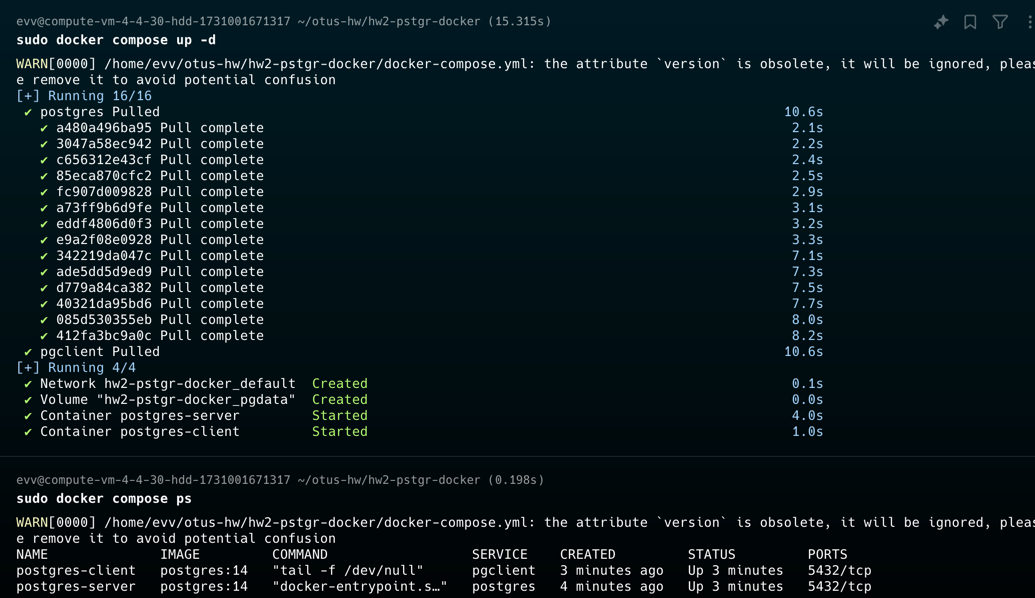 evv@compute-vm-4-4-30-hdd-1731001671317 ~/otus-hw/hw2-pstgr-docker (15.315s)
sudo docker compose up -d
WARN[0000] /home/evv/otus-hw/hw2-pstgr-docker/docker-compose.yml: the attribute `version` is obsolete, it will be ignored, pleas
e remove it to avoid potential confusion
[+] Running 16/16
✔ postgres Pulled 10.6s
✔ a480a496ba95 Pull complete 2.1s
✔ 3047a58ec942 Pull complete 2.2s
✔ c656312e43cf Pull complete 2.4s
✔ 85eca870cfc2 Pull complete 2.5s
✔ fc907d009828 Pull complete 2.9s
✔ a73ff9b6d9fe Pull complete 3.1s
✔ eddf4806d0f3 Pull complete 3.2s
✔ e9a2f08e0928 Pull complete 3.3s
✔ 342219da047c Pull complete 7.1s
✔ ade5dd5d9ed9 Pull complete 7.3s
✔ d779a84ca382 Pull complete 7.5s
✔ 40321da95bd6 Pull complete 7.7s
✔ 085d530355eb Pull complete 8.0s
✔ 412fa3bc9a0c Pull complete 8.2s
✔ pgclient Pulled 10.6s
[+] Running 4/4
✔ Network hw2-pstgr-docker_default Created 0.1s
✔ Volume "hw2-pstgr-docker_pgdata" Created 0.0s
✔ Container postgres-server Started 4.0s
✔ Container postgres-client Started 1.0s
evv@compute-vm-4-4-30-hdd-1731001671317 ~/otus-hw/hw2-pstgr-docker (0.198s)
sudo docker compose ps
WARN[0000] /home/evv/otus-hw/hw2-pstgr-docker/docker-compose.yml: the attribute `version` is obsolete, it will be ignored, pleas
e remove it to avoid potential confusion
NAME IMAGE COMMAND SERVICE CREATED STATUS PORTS
postgres-client postgres:14 "tail -f /dev/null" pgclient 3 minutes ago Up 3 minutes 5432/tcp
postgres-server postgres:14 "docker-entrypoint.s…" postgres 4 minutes ago Up 3 minutes 5432/tcp